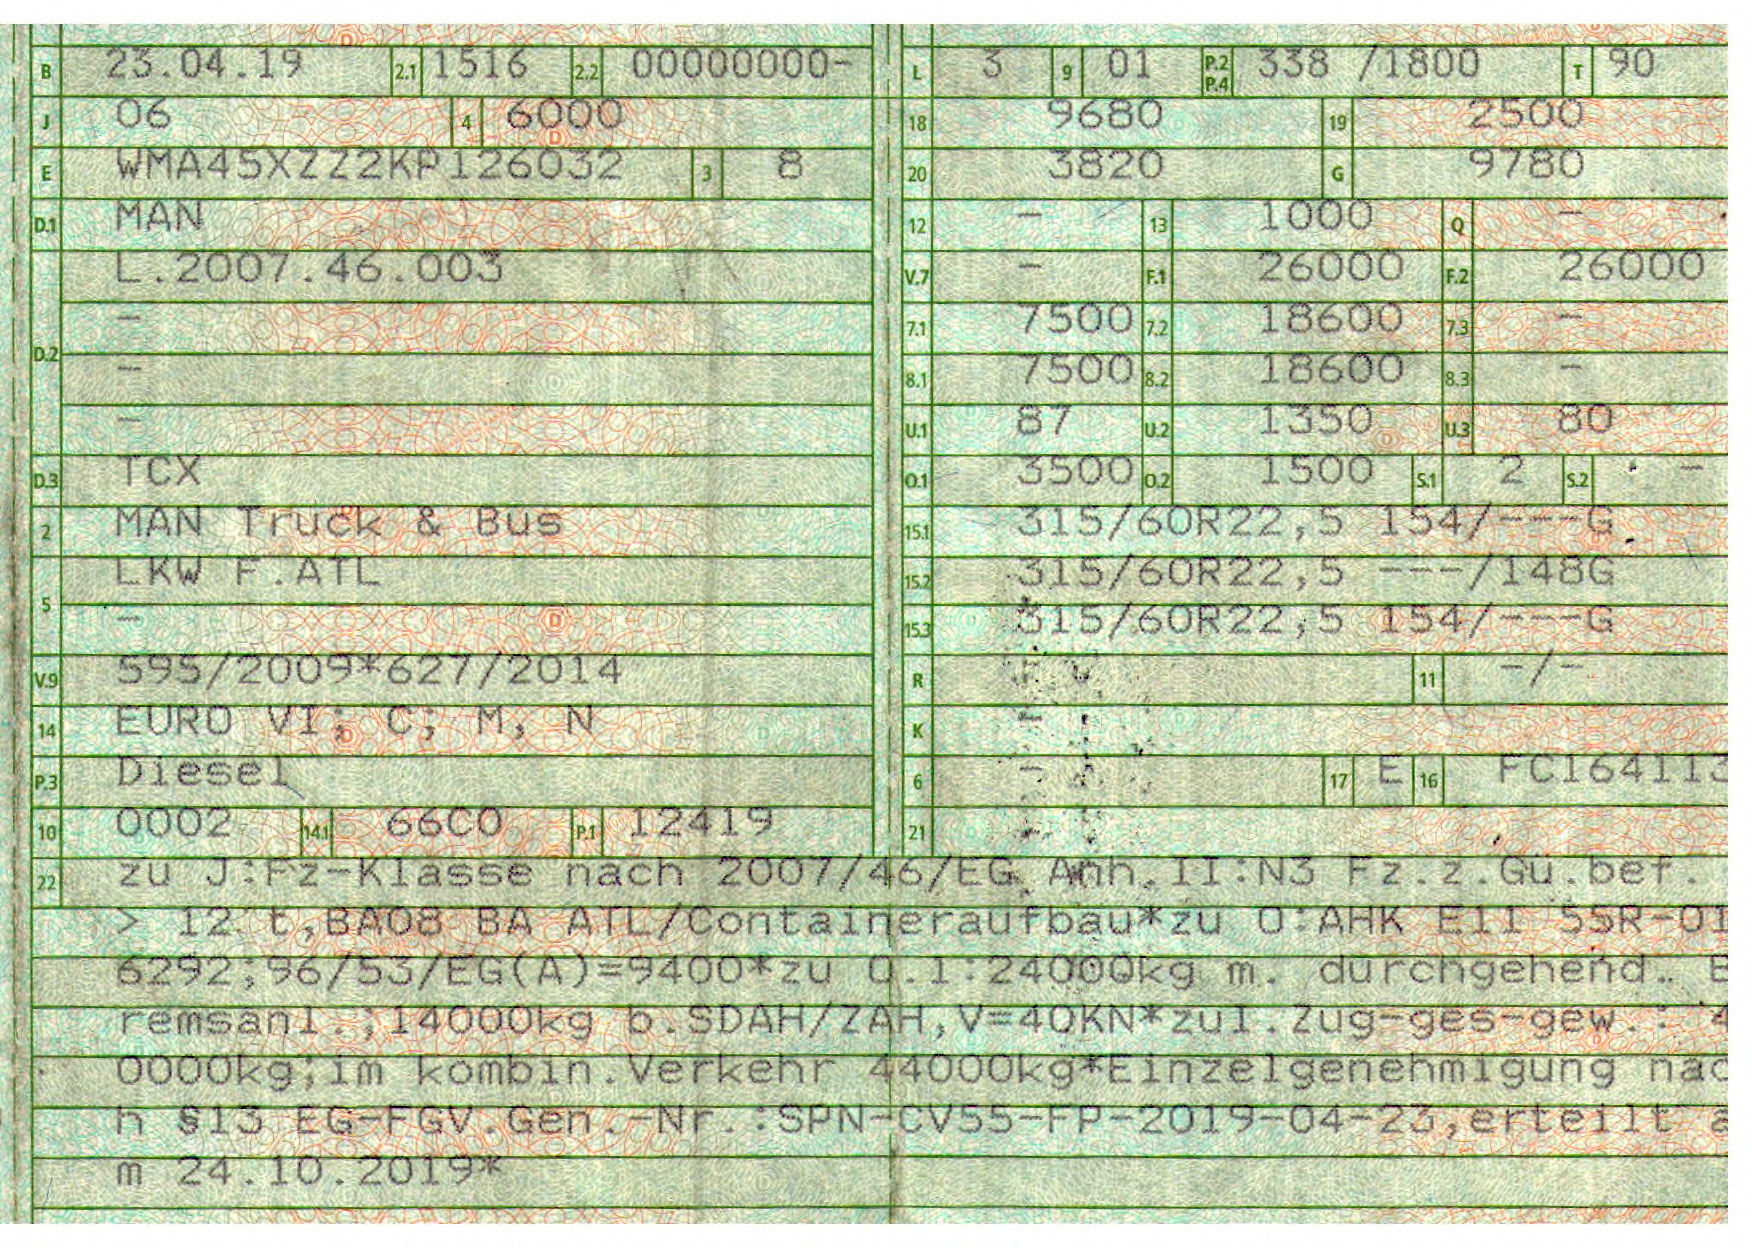 B 23.04.19 2.1 1516 2.2 00000000-
J 06 4 6000
E WMA45XZZ2KP126032 3 8
D.1 MAN
L.2007.46.003
-
D.2
-
-
D.3 TCX
2 MAN Truck & Bus
LKW F.ATL
5
-
V.9 595/2009*627/2014
14 EURO VI; C; M, N
P.3 Diesel
10 0002 14.1 66C0 P.1 12419
L 3 9 01 P.2 P.4 338 /1800 T 90
18 9680 19 2500
20 3820 G 9780
12 - 13 1000 Q -
V.7 - F.1 26000 F.2 26000
7.1 7500 7.2 18600 7.3 -
8.1 7500 8.2 18600 8.3 -
U.1 87 U.2 1350 U.3 80
O.1 3500 O.2 1500 S.1 2 S.2 -
15.1 315/60R22,5 154/---G
15.2 315/60R22,5 ---/148G
15.3 315/60R22,5 154/---G
R - 11 -/-
K -
6 - 17 E 16 FC164113
21 -
22 zu J:Fz-Klasse nach 2007/46/EG Anh.II:N3 Fz.z.Gü.bef.
> 12 t,BA08 BA ATL/Containeraufbau*zu O:AHK E11 55R-01
6292;96/53/EG(A)=9400*zu O.1:24000kg m. durchgehend. B
remsanl.;14000kg b.SDAH/ZAH,V=40KN*zul.Zug-ges-gew.: 4
0000kg;im kombin.Verkehr 44000kg*Einzelgenehmigung nac
h §13 EG-FGV.Gen.-Nr.:SPN-CV55-FP-2019-04-23,erteilt a
m 24.10.2019*